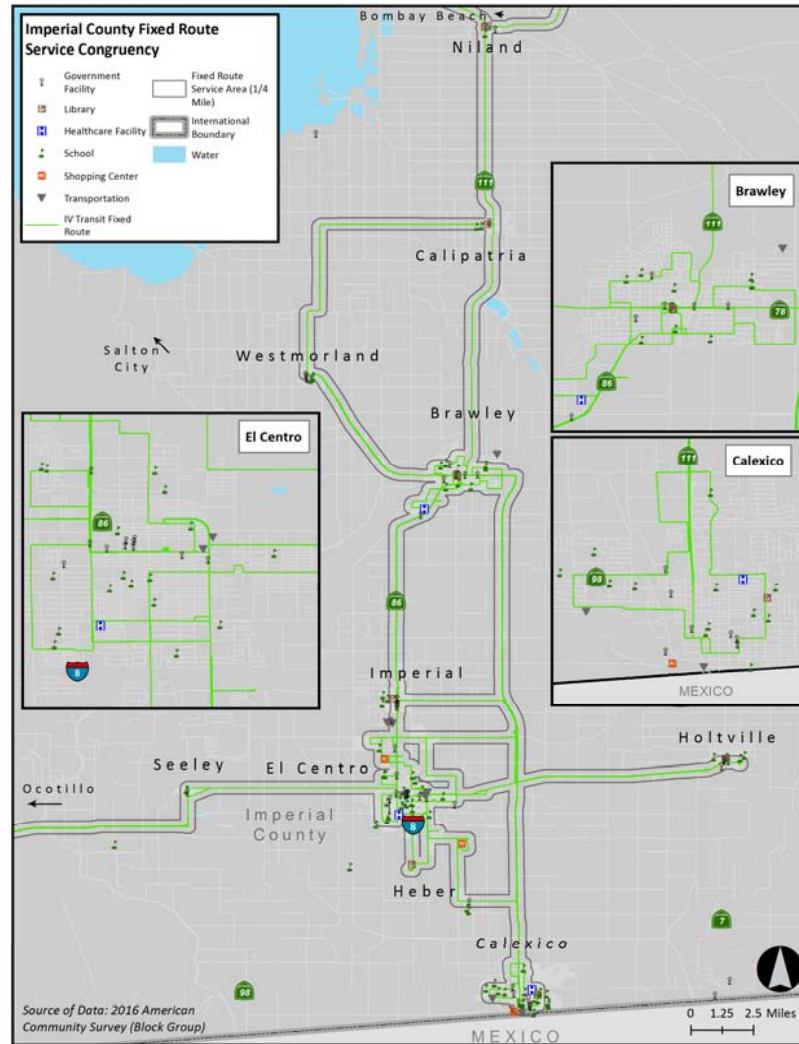 Imperial County Fixed Route
Service Congruency
Government
Facility
Library
Healthcare Facility
School
Shopping Center
Transportation
IV Transit Fixed
Route
Fixed Route
Service Area (1/4
Mile)
International
Boundary
Water
Bombay Beach
Niland
111
Calipatria
Salton
City
Westmorland
Brawley
Brawley
111
78
86
El Centro
86
8
Calexico
111
98
MEXICO
86
Imperial
Holtville
Seeley
El Centro
Ocotillo
Imperial
County
8
Heber
Calexico
7
98
Source of Data: 2016 American
Community Survey (Block Group)
MEXICO
0 1.25 2.5 Miles